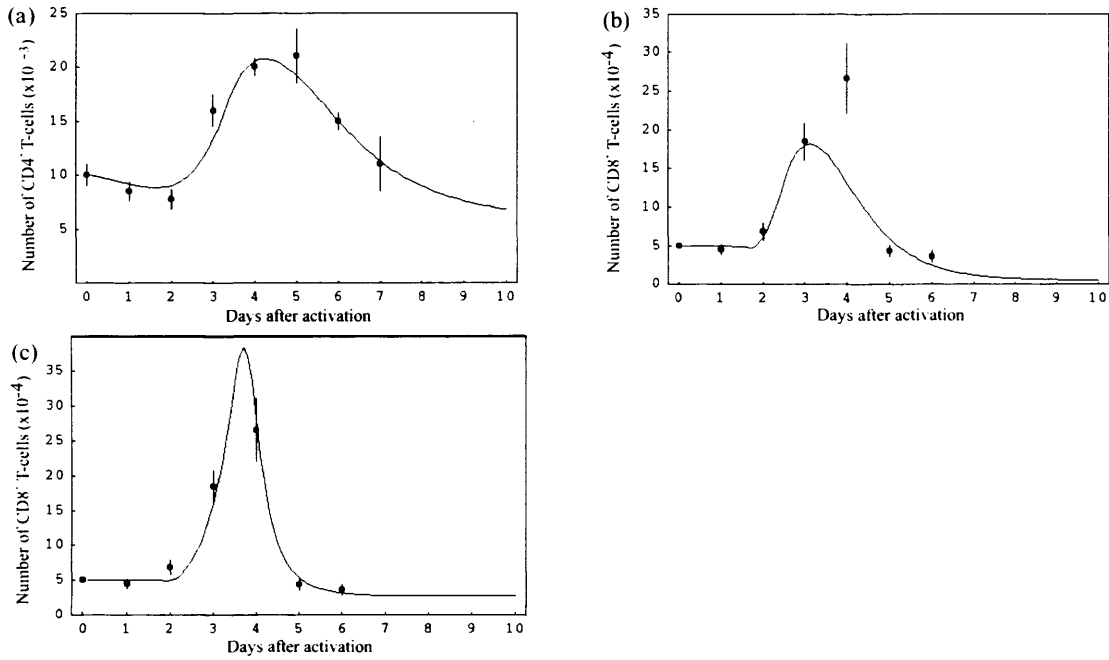 (a)
Number of CD4+ T-cells (x10 -3)
25
20
15
10
5
0 1 2 3 4 5 6 7 8 9 10
Days after activation
(b)
Number of CD8+ T-cells (x10-4)
35
30
25
20
15
10
5
0
0 1 2 3 4 5 6 7 8 9 10
Days after activation
(c)
Number of CD8+ T-cells (x10-4)
35
30
25
20
15
10
5
0
0 1 2 3 4 5 6 7 8 9 10
Days after activation